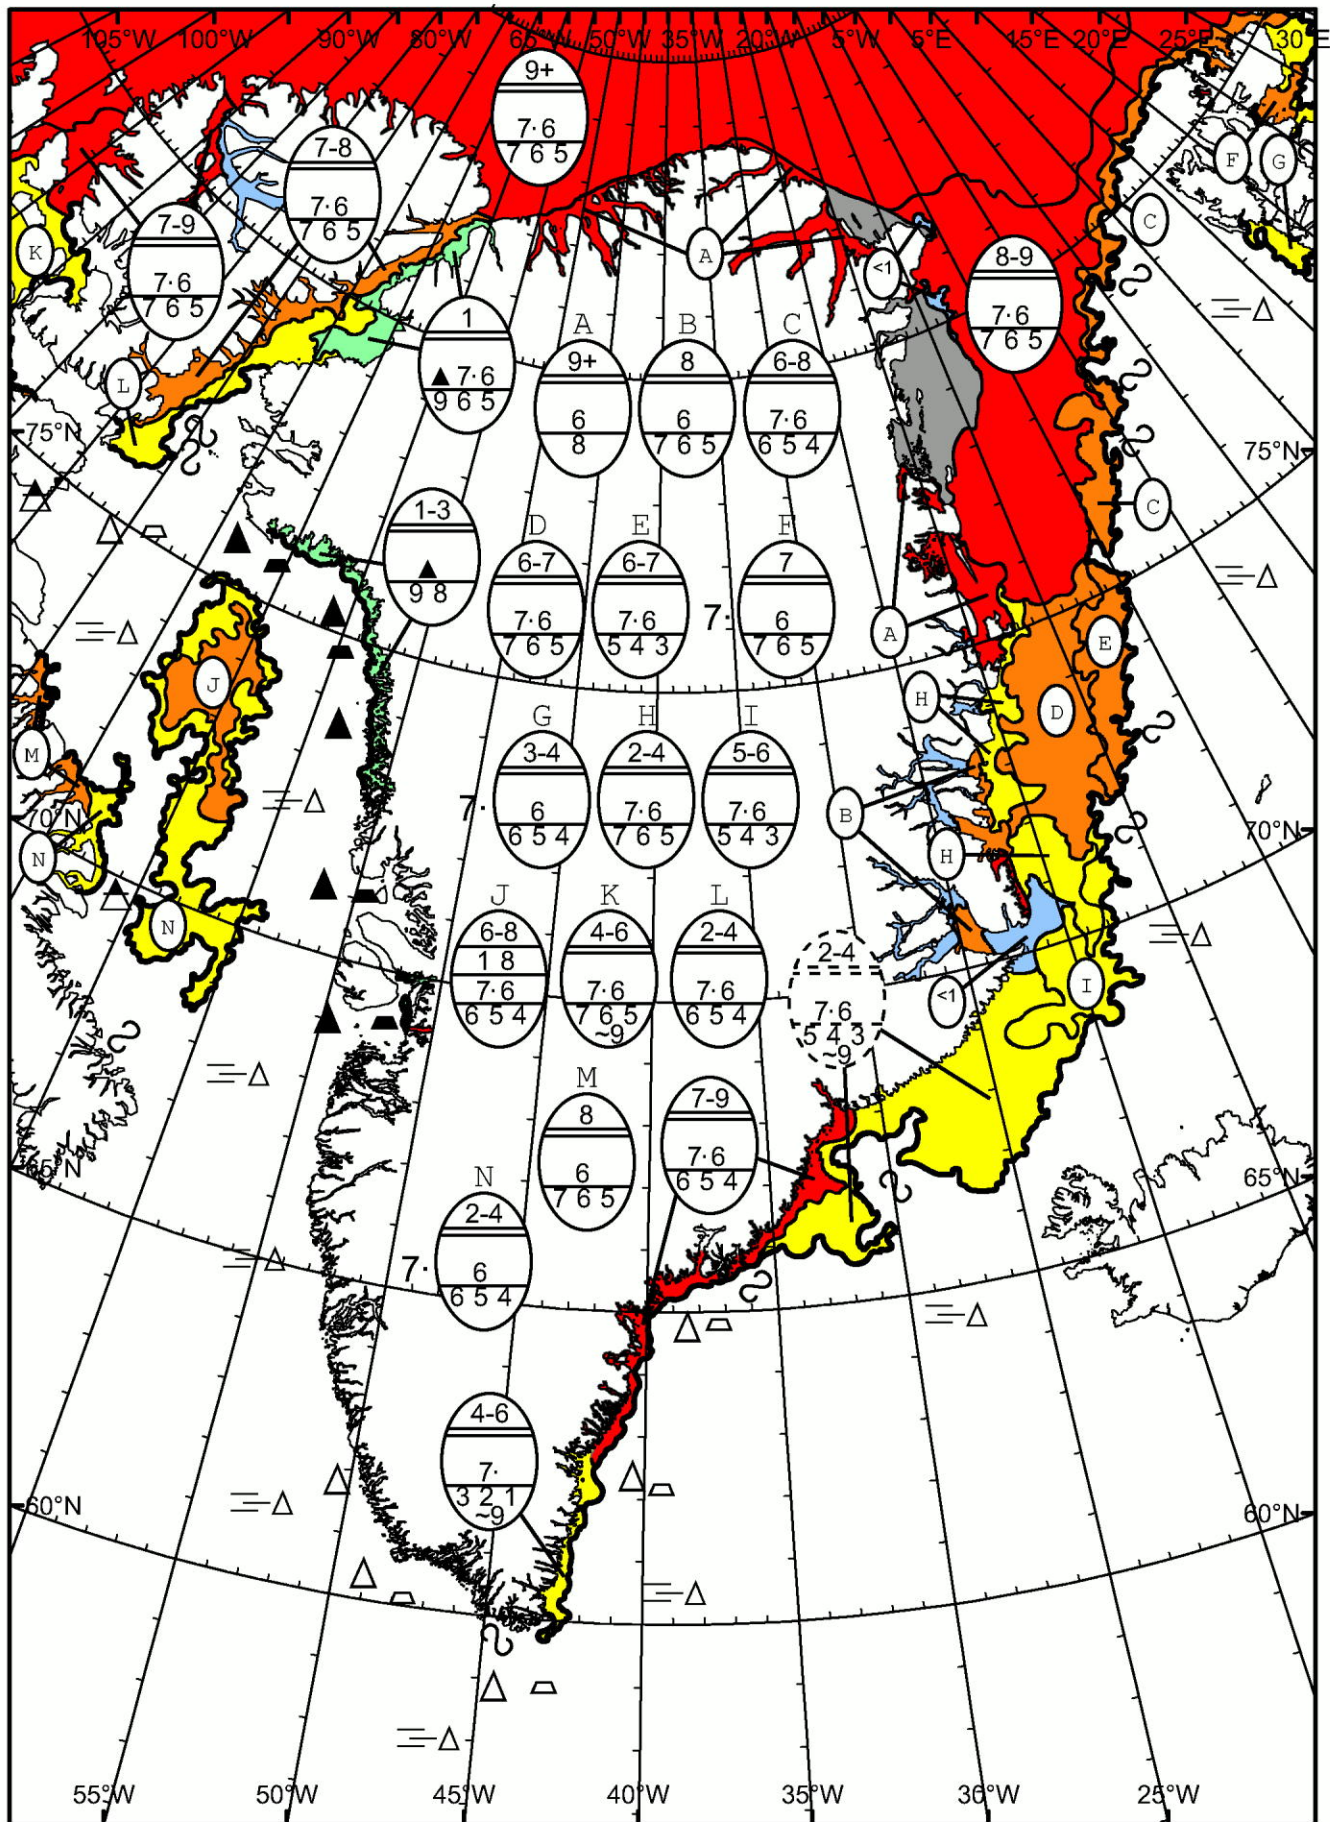 105°W 100°W 90°W 80°W 65°W 50°W 35°W 20°W 5°W 5°E 15°E 20°E 25°E 30°E
9+
7·6
7 6 5
7-8
7·6
7 6 5
F G
C
K
7-9
7·6
7 6 5
A
<1
8-9
7·6
7 6 5
1
▲ 7·6
9 6 5
A B C
9+ 8 6-8
6 6 7·6
8 7 6 5 6 5 4
L
75°N 75°N
1-3
▲
9 8
C
D E F
6-7 6-7 7
7·6 7·6 7· 6
7 6 5 5 4 3 7 6 5
A E
J
H D
M
G H I
3-4 2-4 5-6
7· 6 7·6 7·6
6 5 4 7 6 5 5 4 3
B
70°N 70°N
N H
J K L
6-8 4-6 2-4 2-4
1 8
7·6 7·6 7·6 7·6
6 5 4 7 6 5 6 5 4 5 4 3
~9 ~9
N
<1 I
M
8
6
7 6 5
7-9
7·6
6 5 4
65°N 65°N
N
2-4
7· 6
6 5 4
4-6
7·
3 2 1
~9
60°N 60°N
55°W 50°W 45°W 40°W 35°W 30°W 25°W